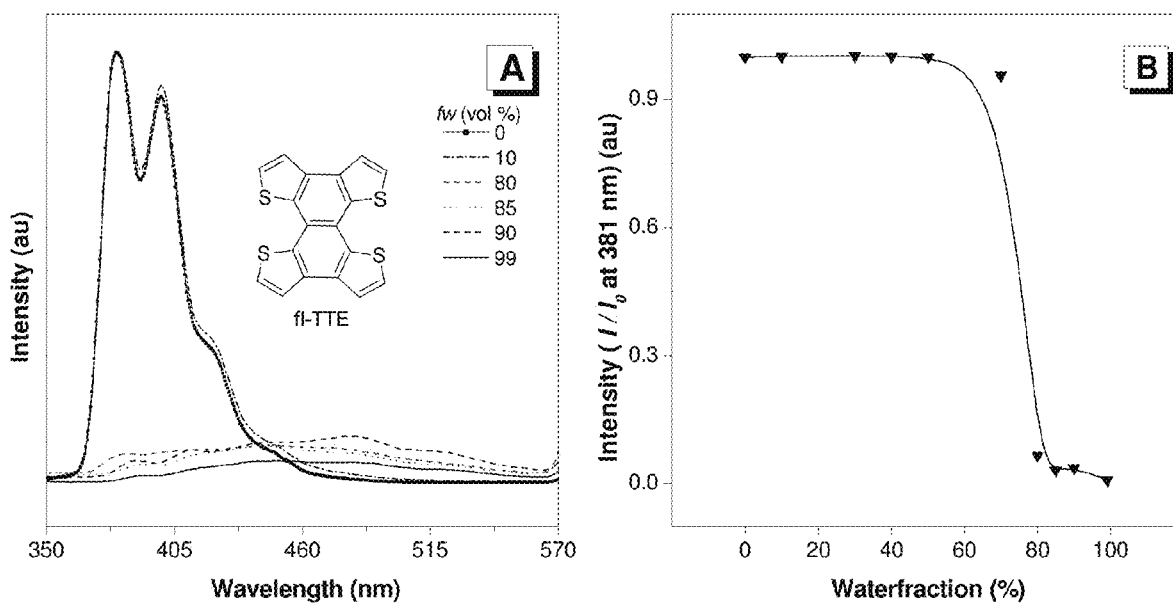 A
fw (vol %)
0
10
80
85
90
99
S
S
S
S
fl-TTE
Intensity (au)
350
405
460
515
570
Wavelength (nm)
B
0.9
0.6
0.3
0.0
Intensity ( I / I0 at 381 nm) (au)
0
20
40
60
80
100
Waterfraction (%)